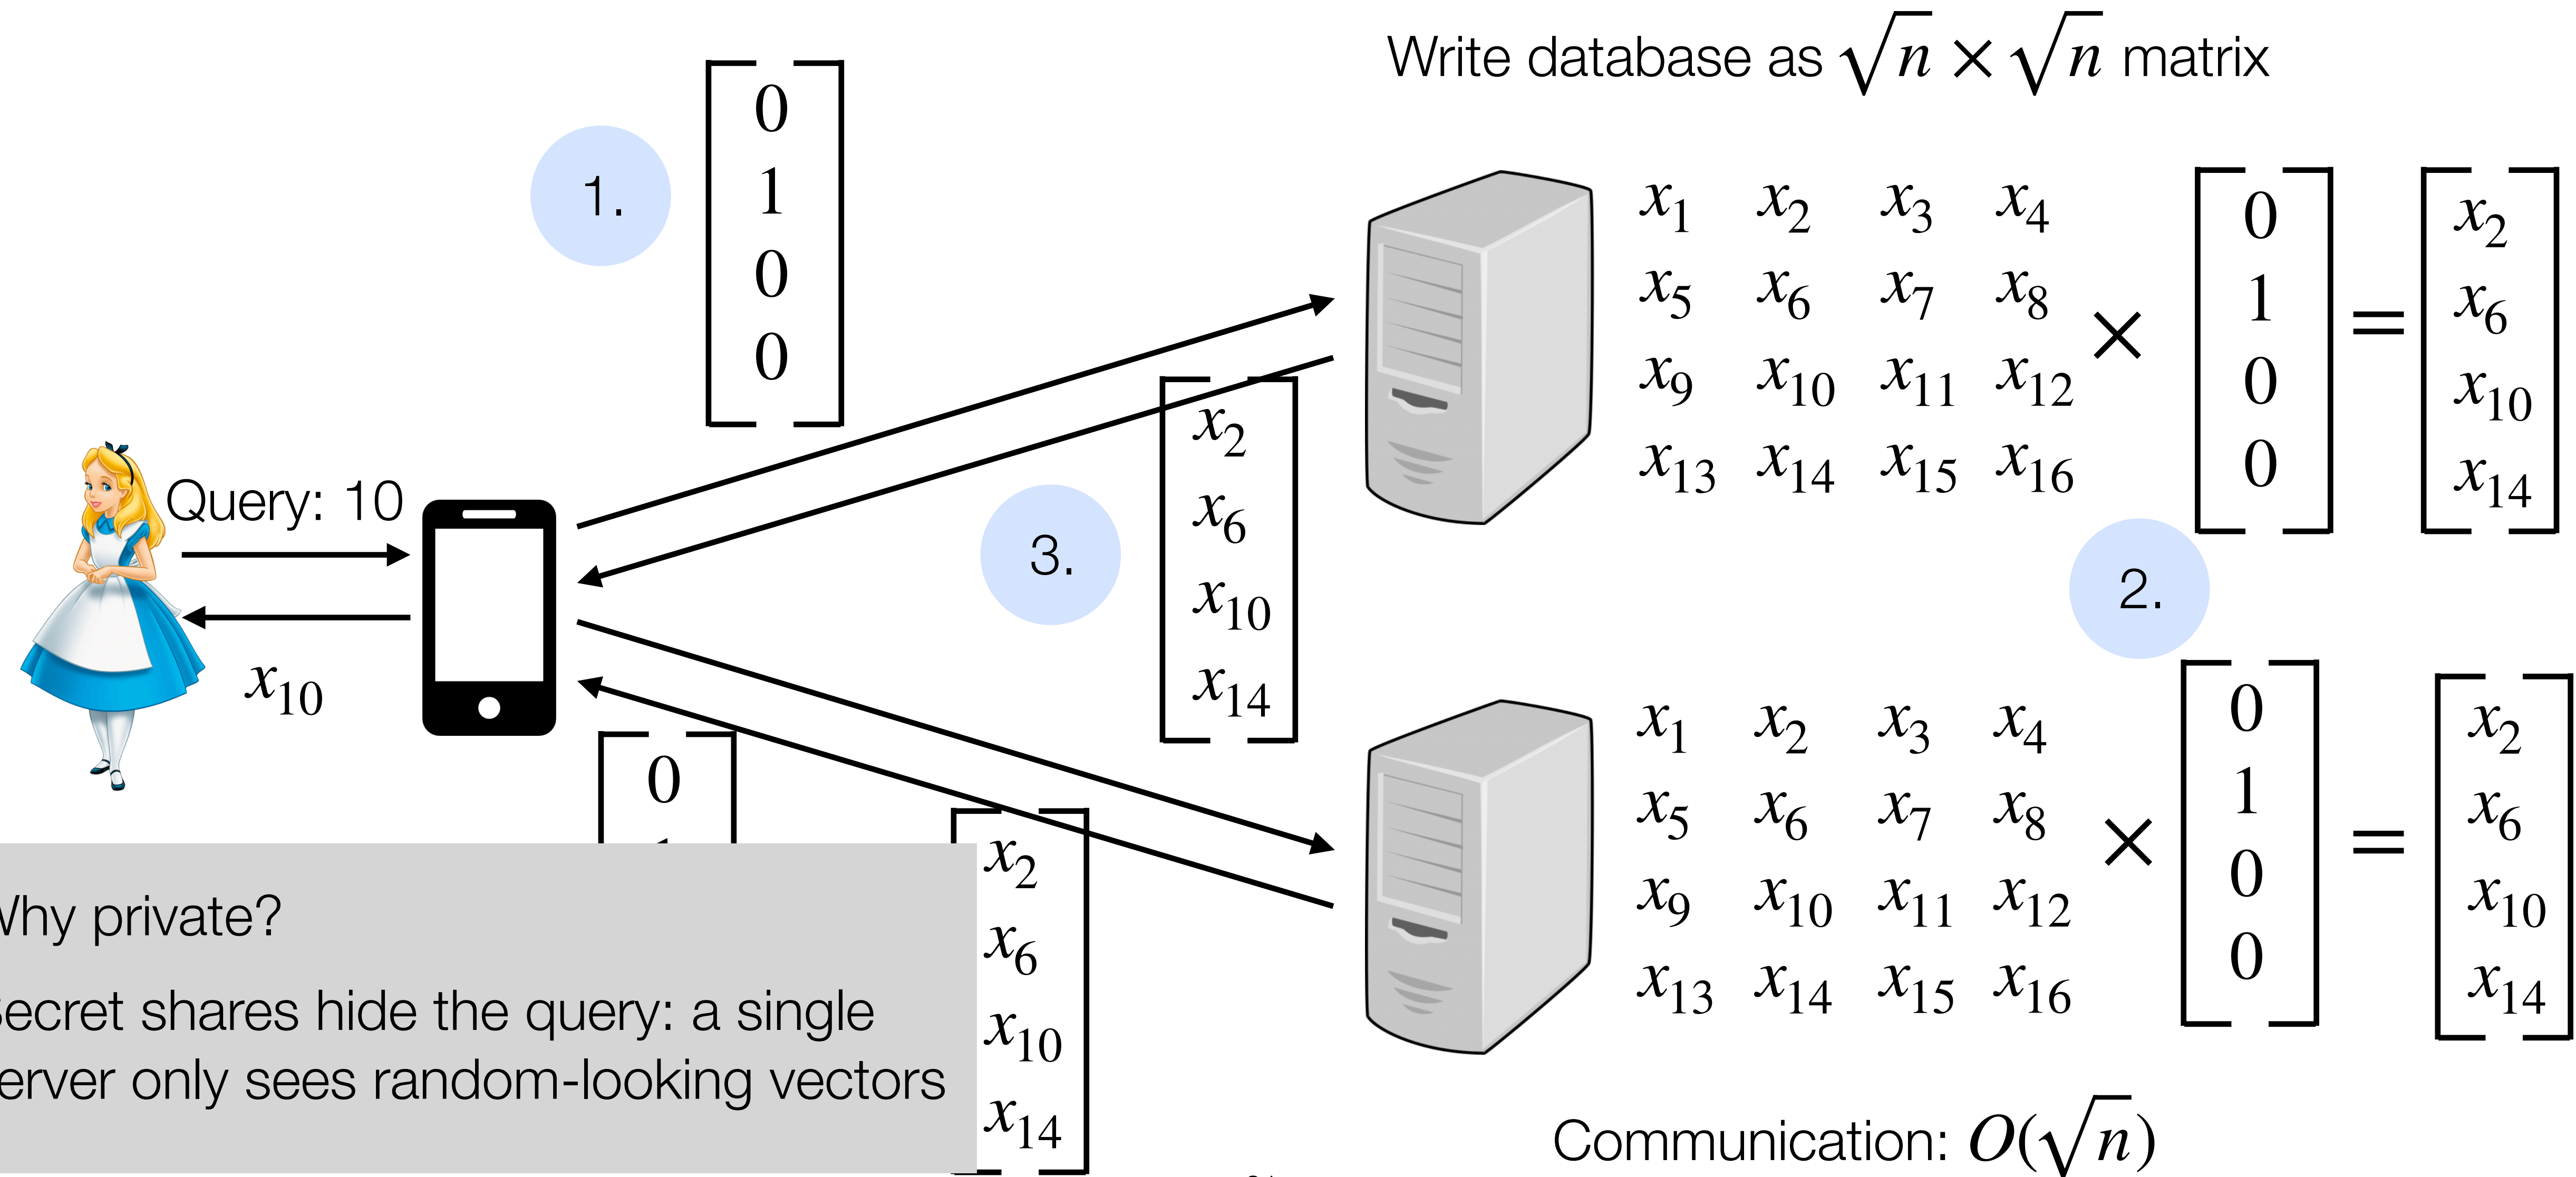 Write database as √n × √n matrix
1.
0
1
0
0
x₁ x₂ x₃ x₄
x₅ x₆ x₇ x₈
x₉ x₁₀ x₁₁ x₁₂
x₁₃ x₁₄ x₁₅ x₁₆
×
0
1
0
0
=
x₂
x₆
x₁₀
x₁₄
Query: 10
x₁₀
3.
x₂
x₆
x₁₀
x₁₄
2.
0
x₂
x₆
x₁₀
x₁₄
x₁ x₂ x₃ x₄
x₅ x₆ x₇ x₈
x₉ x₁₀ x₁₁ x₁₂
x₁₃ x₁₄ x₁₅ x₁₆
×
0
1
0
0
=
x₂
x₆
x₁₀
x₁₄
Why private?
Secret shares hide the query: a single
server only sees random-looking vectors
Communication: O(√n)